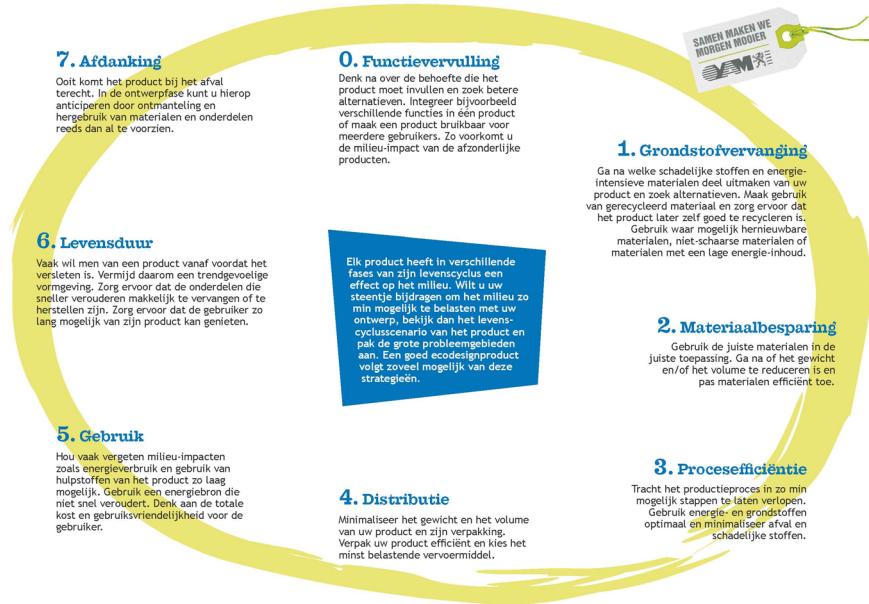 SAMEN MAKEN WE
MORGEN MOOIER
OVAM
0. Functievervulling
Denk na over de behoefte die het
product moet invullen en zoek betere
alternatieven. Integreer bijvoorbeeld
verschillende functies in één product
of maak een product bruikbaar voor
meerdere gebruikers. Zo voorkomt u
de milieu-impact van de afzonderlijke
producten.
1. Grondstofvervanging
Ga na welke schadelijke stoffen en energie-
intensieve materialen deel uitmaken van uw
product en zoek alternatieven. Maak gebruik
van gerecycleerd materiaal en zorg ervoor dat
het product later zelf goed te recycleren is.
Gebruik waar mogelijk hernieuwbare
materialen, niet-schaarse materialen of
materialen met een lage energie-inhoud.
2. Materiaalbesparing
Gebruik de juiste materialen in de
juiste toepassing. Ga na of het gewicht
en/of het volume te reduceren is en
pas materialen efficiënt toe.
3. Procesefficiëntie
Tracht het productieproces in zo min
mogelijk stappen te laten verlopen.
Gebruik energie- en grondstoffen
optimaal en minimaliseer afval en
schadelijke stoffen.
4. Distributie
Minimaliseer het gewicht en het volume
van uw product en zijn verpakking.
Verpak uw product efficiënt en kies het
minst belastende vervoermiddel.
5. Gebruik
Hou vaak vergeten milieu-impacten
zoals energieverbruik en gebruik van
hulpstoffen van het product zo laag
mogelijk. Gebruik een energiebron die
niet snel veroudert. Denk aan de totale
kost en gebruiksvriendelijkheid voor de
gebruiker.
6. Levensduur
Vaak wil men van een product vanaf voordat het
versleten is. Vermijd daarom een trendgevoelige
vormgeving. Zorg ervoor dat de onderdelen die
sneller verouderen makkelijk te vervangen of te
herstellen zijn. Zorg ervoor dat de gebruiker zo
lang mogelijk van zijn product kan genieten.
7. Afdanking
Ooit komt het product bij het afval
terecht. In de ontwerpfase kunt u hierop
anticiperen door ontmanteling en
hergebruik van materialen en onderdelen
reeds dan al te voorzien.
Elk product heeft in verschillende
fases van zijn levenscyclus een
effect op het milieu. Wilt u uw
steentje bijdragen om het milieu zo
min mogelijk te belasten met uw
ontwerp, bekijk dan het levens-
cyclusscenario van het product en
pak de grote probleemgebieden
aan. Een goed ecodesignproduct
volgt zoveel mogelijk van deze
strategieën.